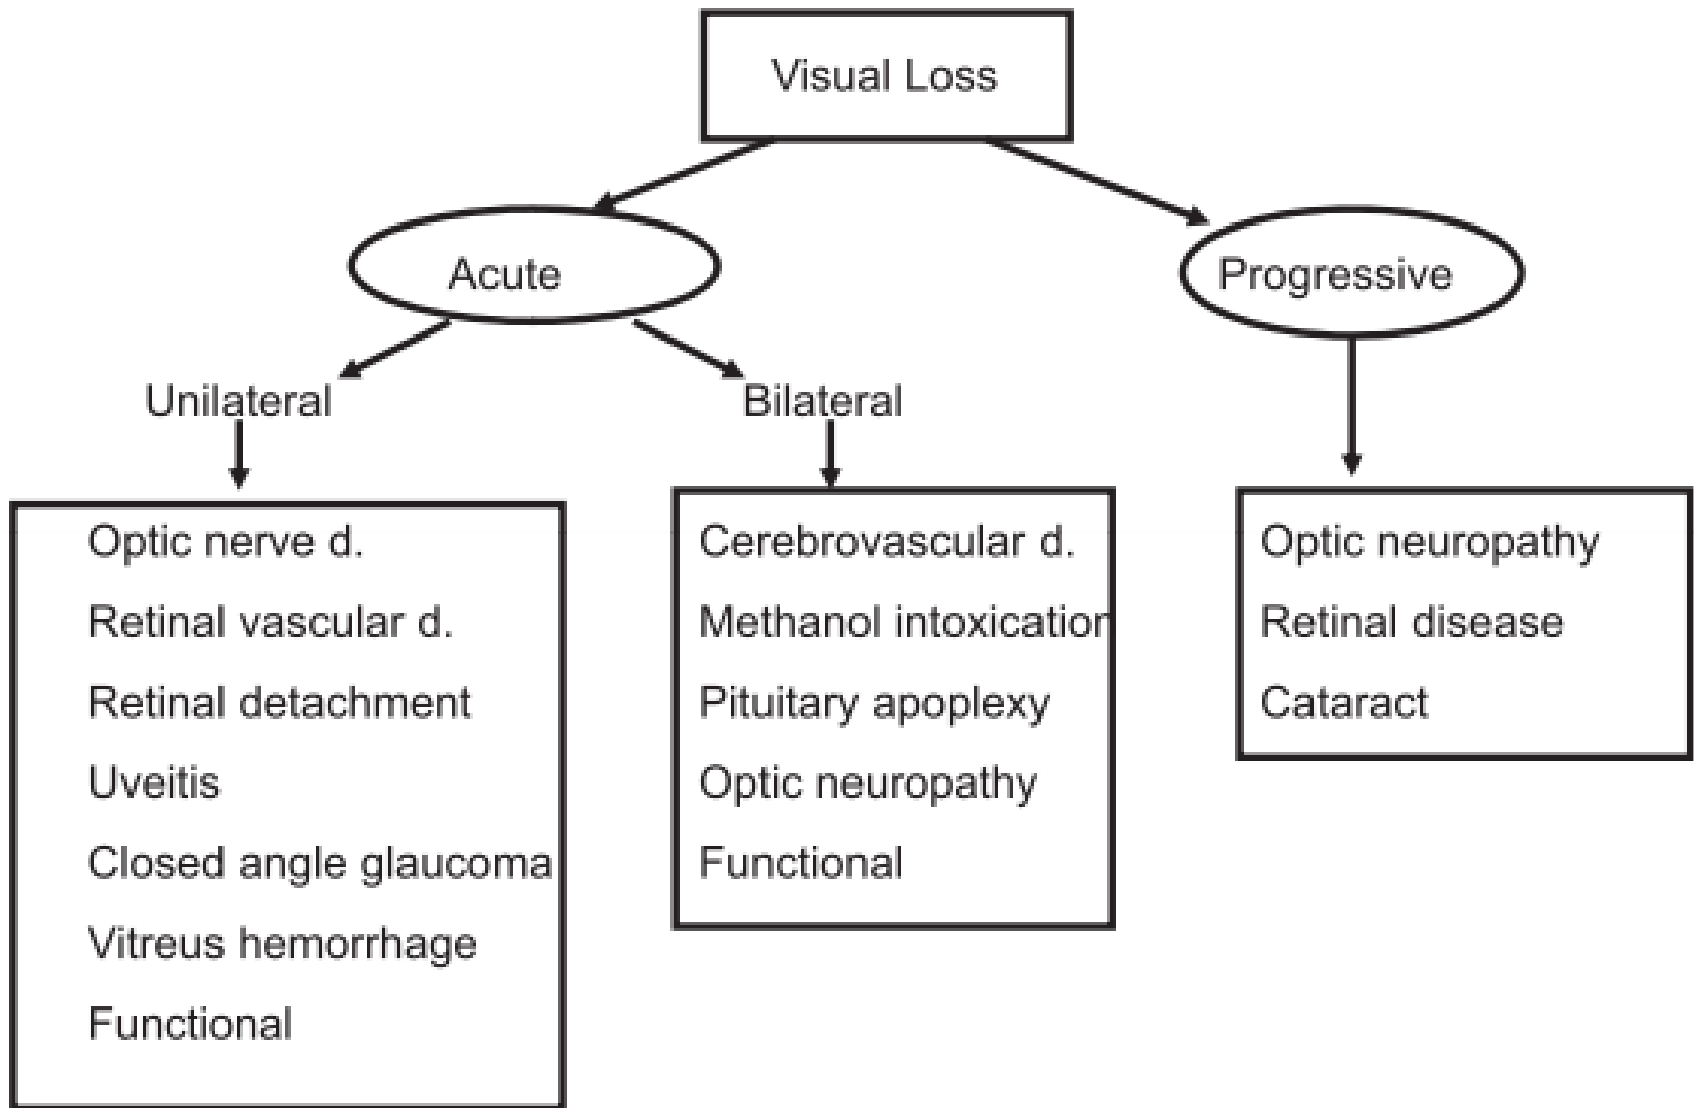 Visual Loss
Acute
Progressive
Unilateral
Bilateral
Optic nerve d.
Retinal vascular d.
Retinal detachment
Uveitis
Closed angle glaucoma
Vitreus hemorrhage
Functional
Cerebrovascular d.
Methanol intoxication
Pituitary apoplexy
Optic neuropathy
Functional
Optic neuropathy
Retinal disease
Cataract